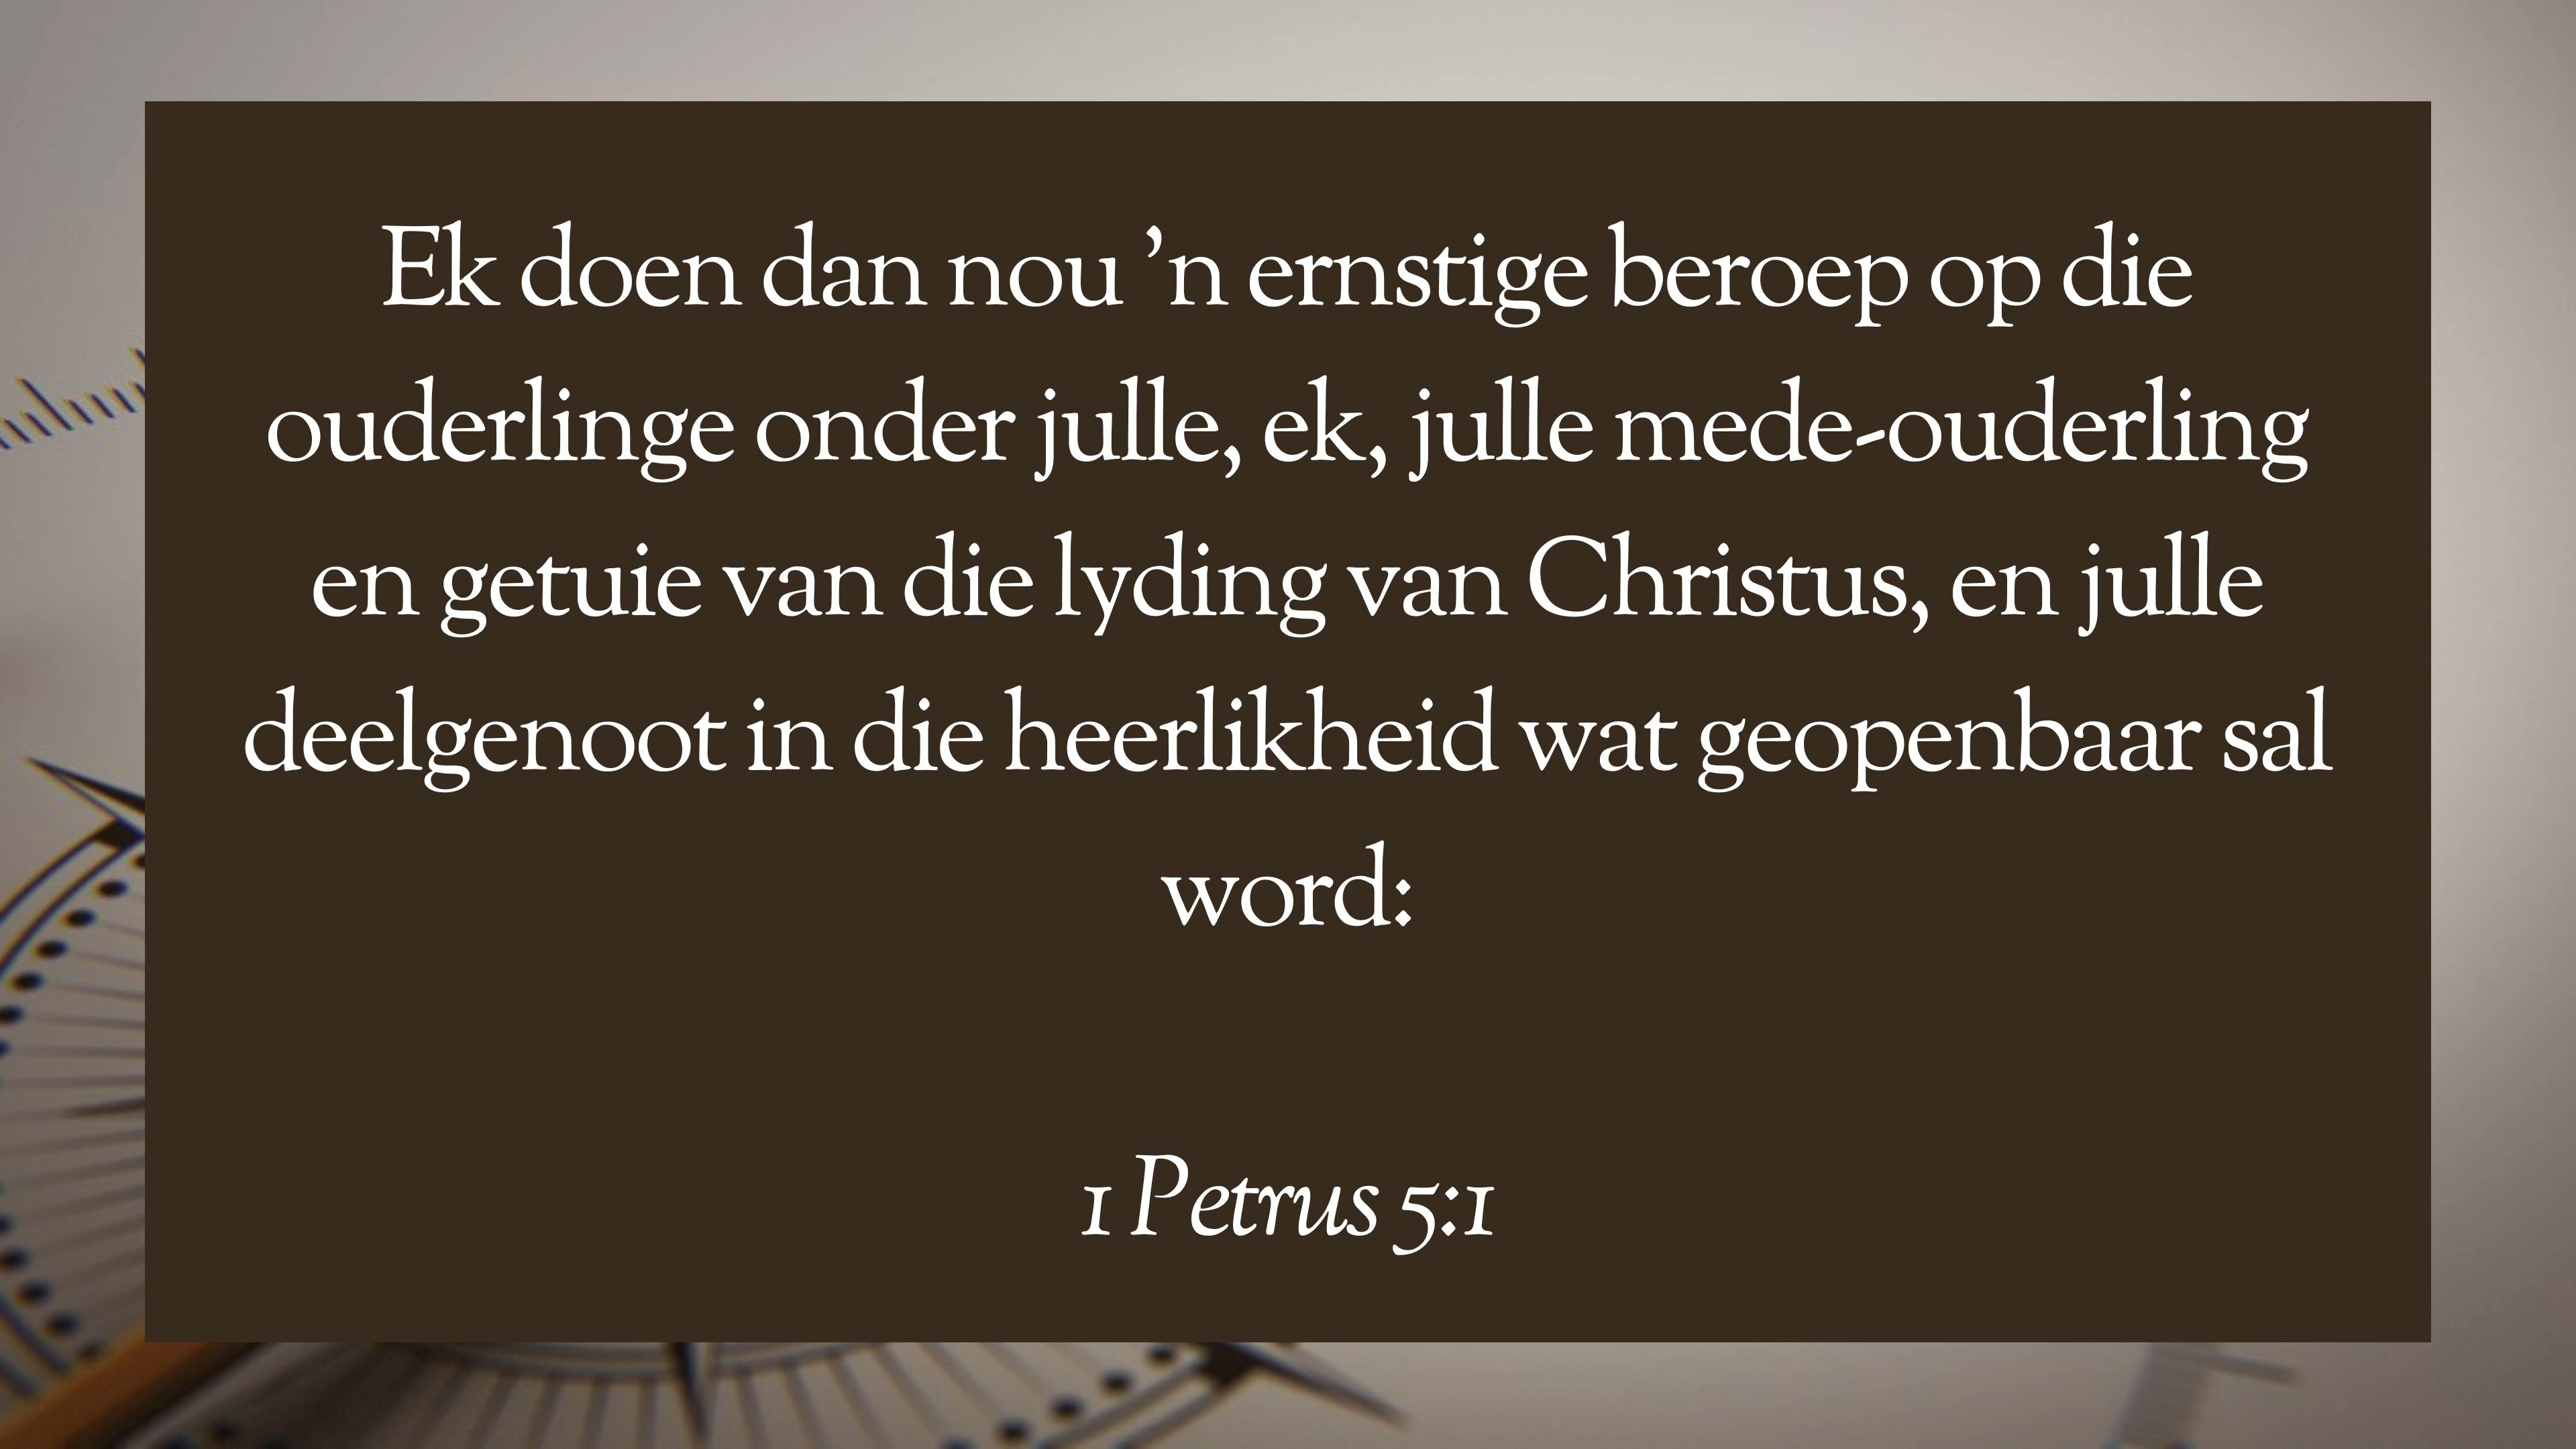 Ek doen dan nou ’n ernstige beroep op die
ouderlinge onder julle, ek, julle mede-ouderling
en getuie van die lyding van Christus, en julle
deelgenoot in die heerlikheid wat geopenbaar sal
word:
1 Petrus 5:1